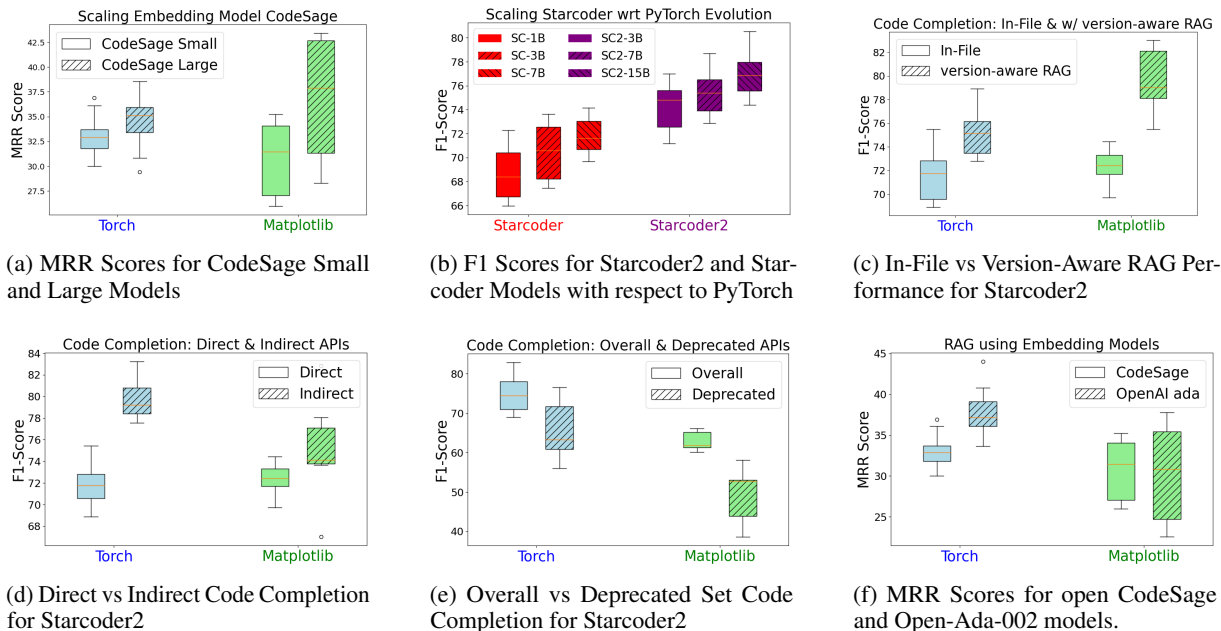 Scaling Embedding Model CodeSage
MRR Score
42.5
40.0
37.5
35.0
32.5
30.0
27.5
CodeSage Small
CodeSage Large
Torch
Matplotlib
(a) MRR Scores for CodeSage Small
and Large Models
Scaling Starcoder wrt PyTorch Evolution
F1-Score
80
78
76
74
72
70
68
66
SC-1B
SC-3B
SC-7B
SC2-3B
SC2-7B
SC2-15B
Starcoder
Starcoder2
(b) F1 Scores for Starcoder2 and Star-
coder Models with respect to PyTorch
Code Completion: In-File & w/ version-aware RAG
F1-Score
82
80
78
76
74
72
70
In-File
version-aware RAG
Torch
Matplotlib
(c) In-File vs Version-Aware RAG Per-
formance for Starcoder2
Code Completion: Direct & Indirect APIs
F1-Score
84
82
80
78
76
74
72
70
68
Direct
Indirect
Torch
Matplotlib
(d) Direct vs Indirect Code Completion
for Starcoder2
Code Completion: Overall & Deprecated APIs
F1-Score
80
70
60
50
40
Overall
Deprecated
Torch
Matplotlib
(e) Overall vs Deprecated Set Code
Completion for Starcoder2
RAG using Embedding Models
MRR Score
45
40
35
30
25
CodeSage
OpenAI ada
Torch
Matplotlib
(f) MRR Scores for open CodeSage
and Open-Ada-002 models.